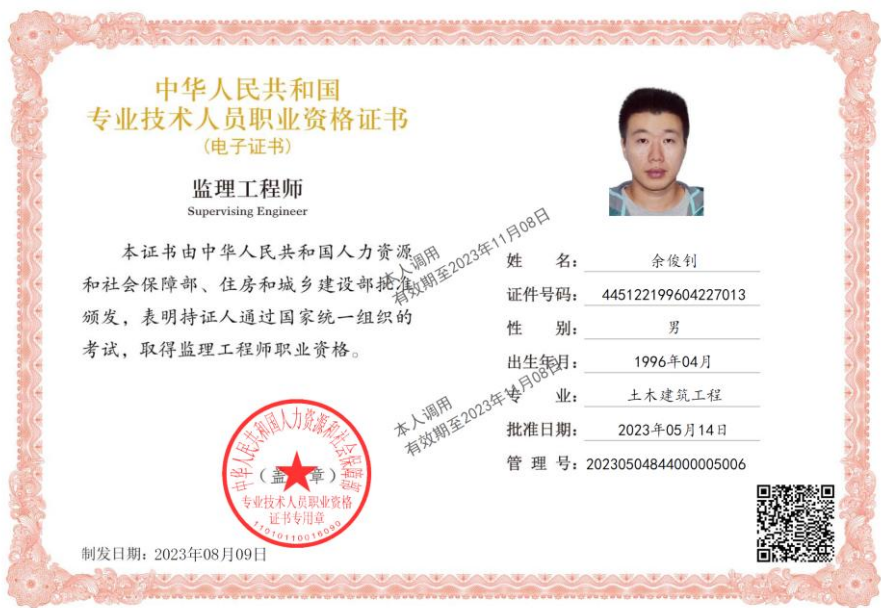 中华人民共和国
专业技术人员职业资格证书
（电子证书）
监理工程师
Supervising Engineer
本证书由中华人民共和国人力资源
和社会保障部、住房和城乡建设部批准
颁发，表明持证人通过国家统一组织的
考试，取得监理工程师职业资格。
本人调用
有效期至2023年11月08日
姓 名： 余俊钊
证件号码： 445122199604227013
性 别： 男
出生年月： 1996年04月
专 业： 土木建筑工程
批准日期： 2023年05月14日
管 理 号： 20230504844000005006
本人调用
有效期至2023年11月08日
中华人民共和国人力资源和社会保障部
（盖 章）
专业技术人员职业资格
证书专用章
11010110016090
制发日期：2023年08月09日